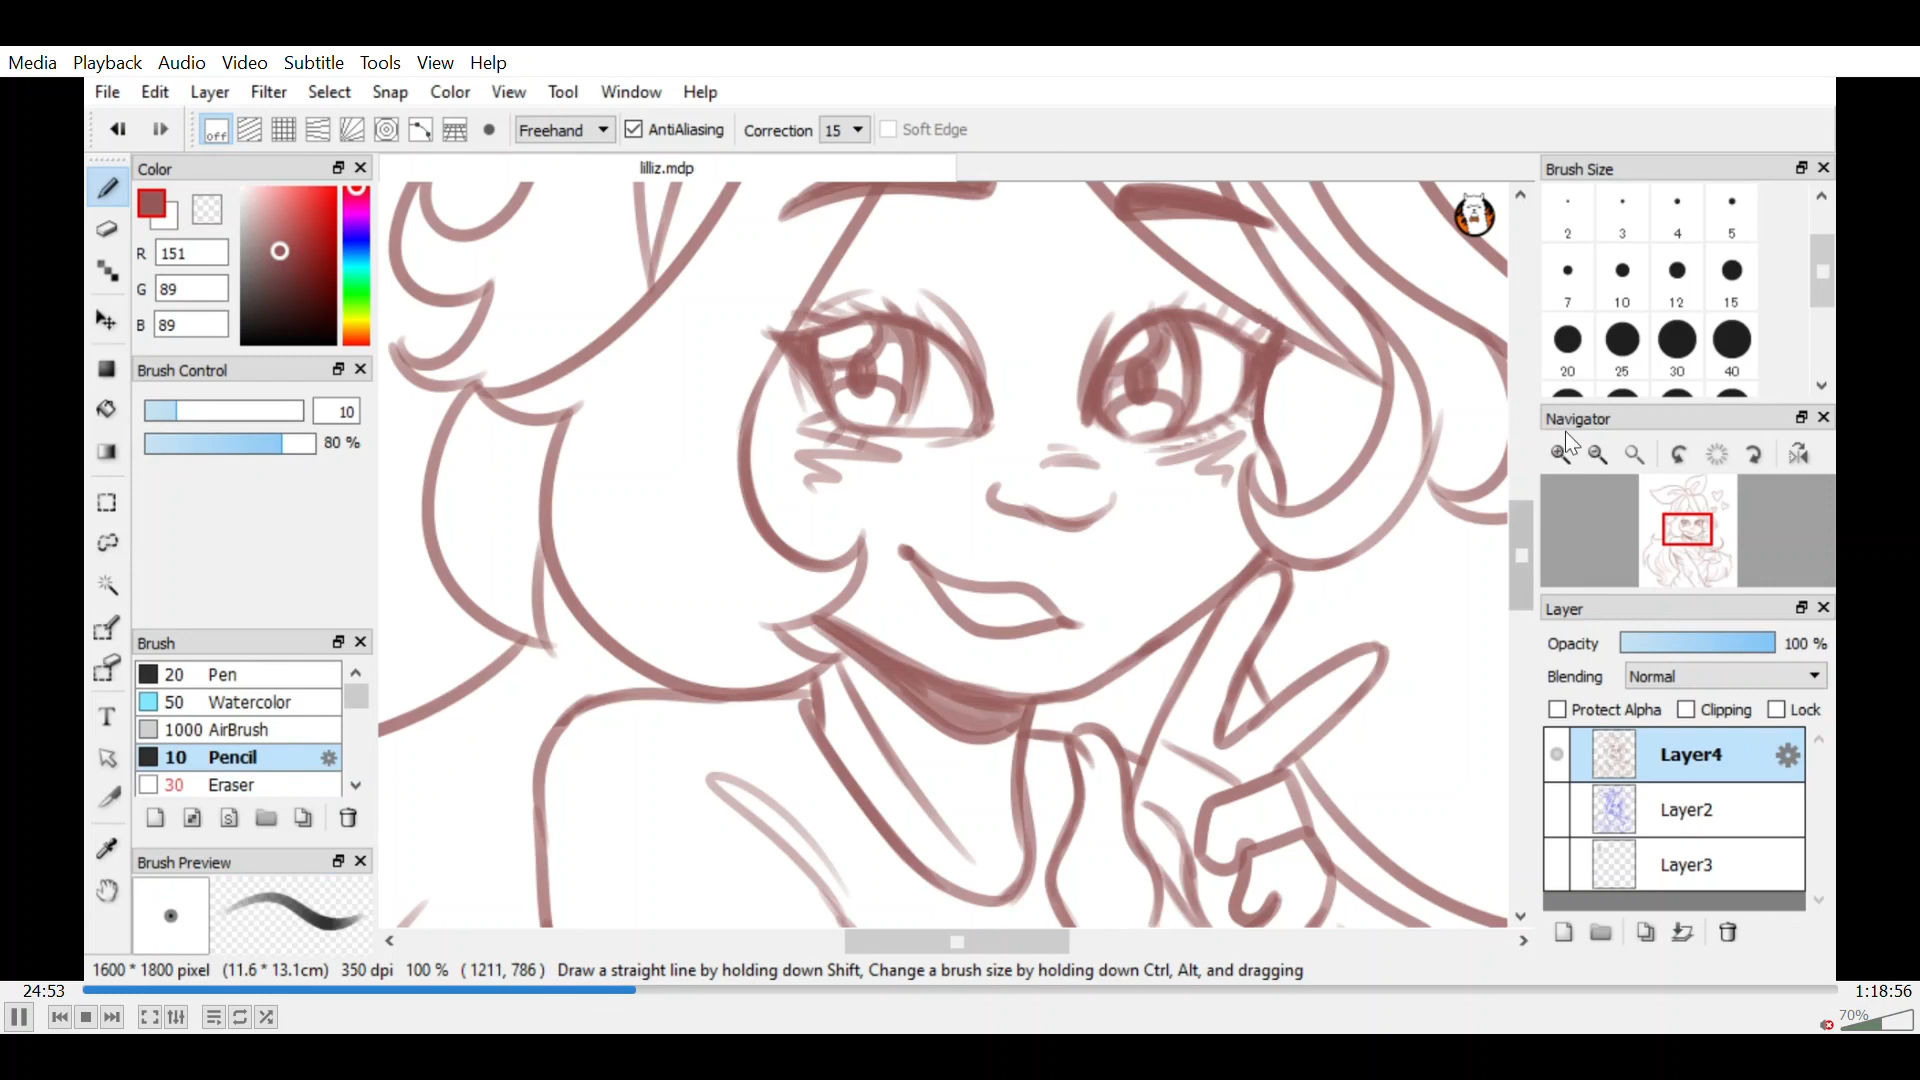 Media Playback Audio Video Subtitle Tools View Help
File Edit Layer Filter Select Snap Color View Tool Window Help
off Freehand AntiAliasing Correction 15 Soft Edge
Color
lilliz.mdp
Brush Size
R 151
G 89
B 89
2 3 4 5
7 10 12 15
20 25 30 40
Brush Control
10
80 %
Navigator
Layer
Opacity 100 %
Blending Normal
Protect Alpha Clipping Lock
Layer4
Layer2
Layer3
Brush
20 Pen
50 Watercolor
1000 AirBrush
10 Pencil
30 Eraser
S
T
Brush Preview
1600 * 1800 pixel (11.6 * 13.1cm) 350 dpi 100 % ( 1211, 786 ) Draw a straight line by holding down Shift, Change a brush size by holding down Ctrl, Alt, and dragging
24:53 1:18:56
70%